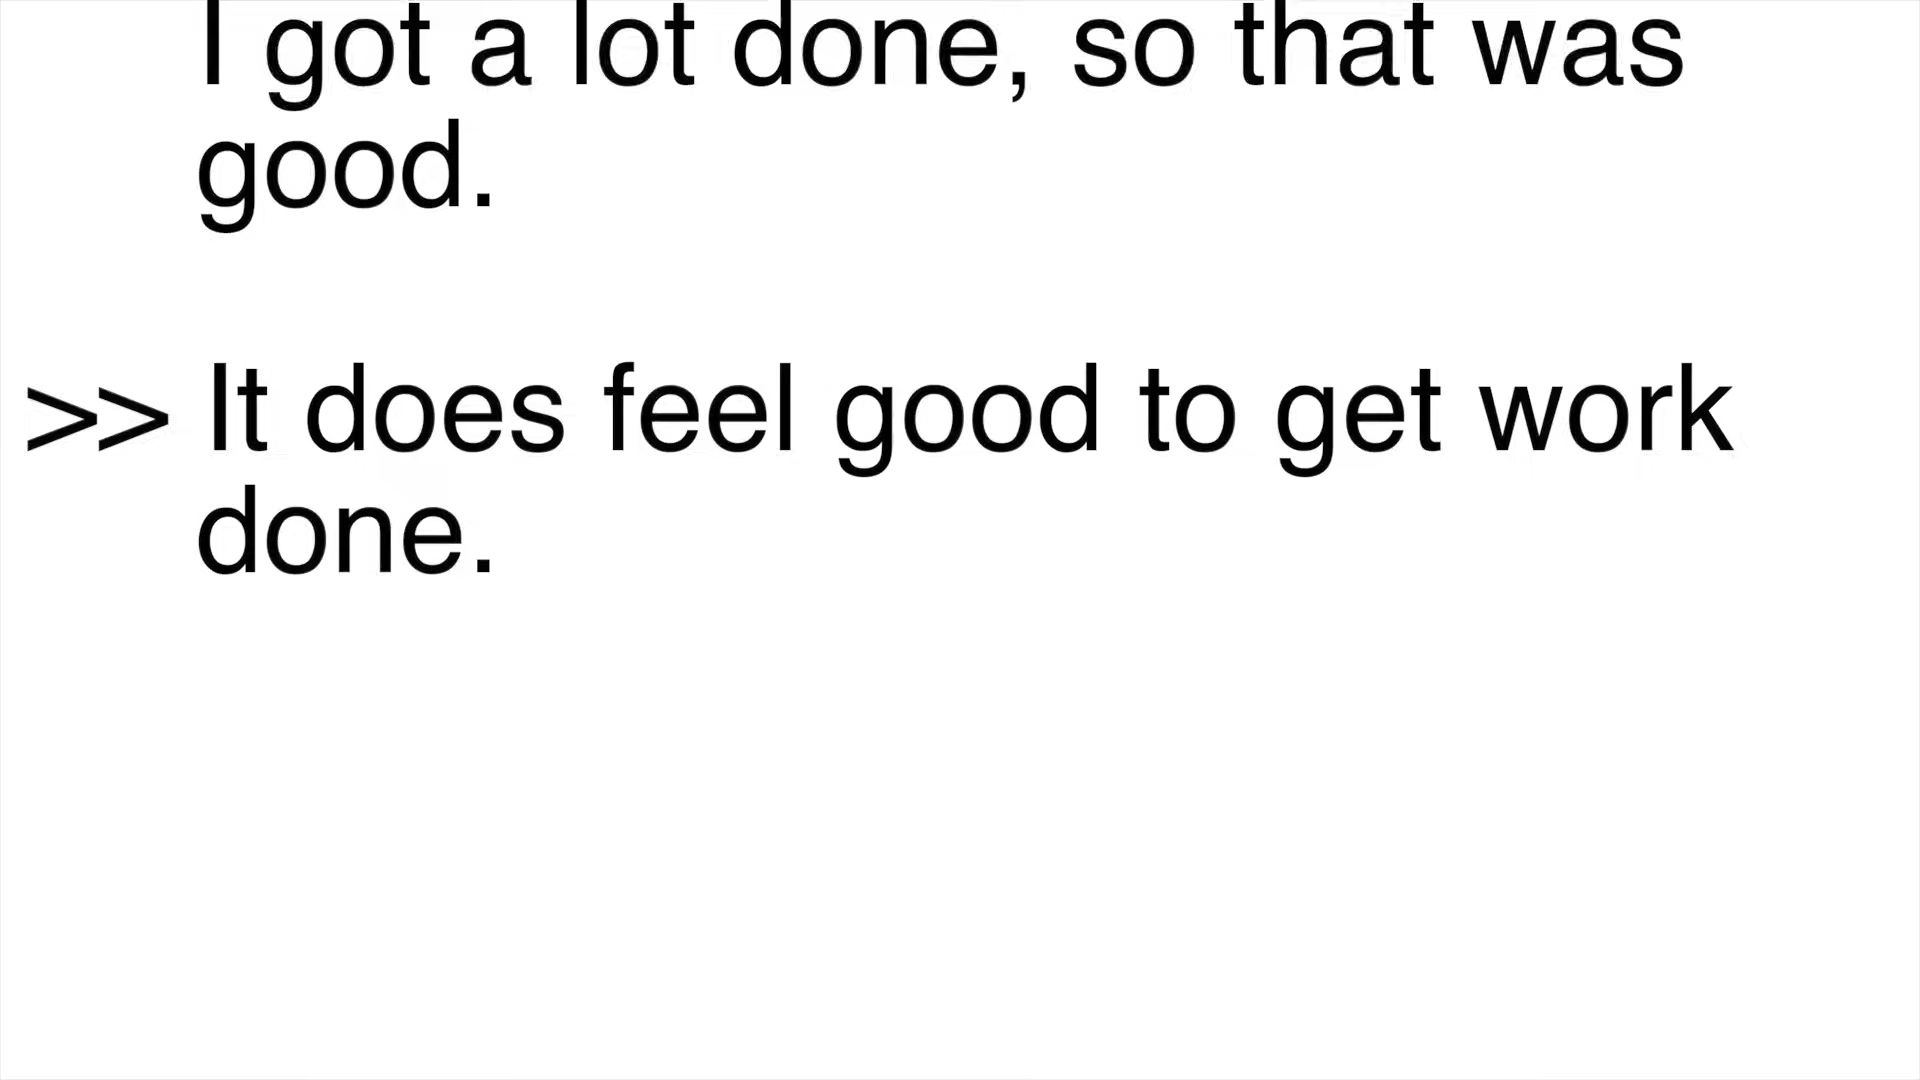 I got a lot done, so that was
good.
>> It does feel good to get work
done.